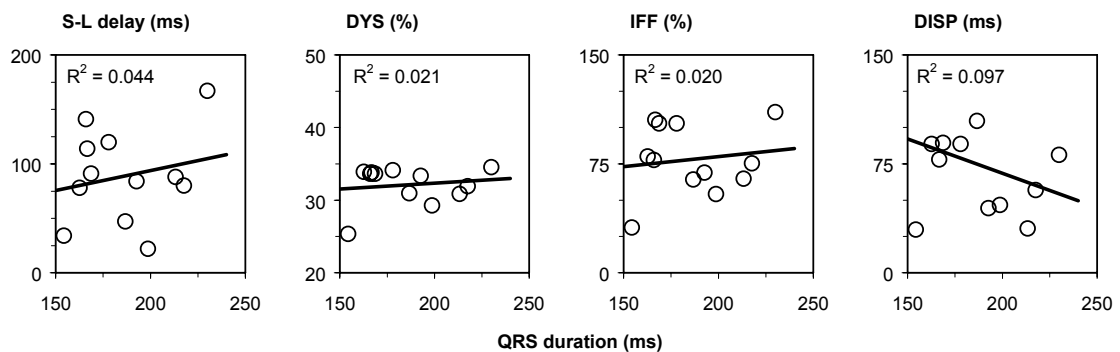 S-L delay (ms)
200
100
0
R² = 0.044
150 200 250
DYS (%)
50
40
30
20
R² = 0.021
150 200 250
IFF (%)
150
75
0
R² = 0.020
150 200 250
DISP (ms)
150
75
0
R² = 0.097
150 200 250
QRS duration (ms)